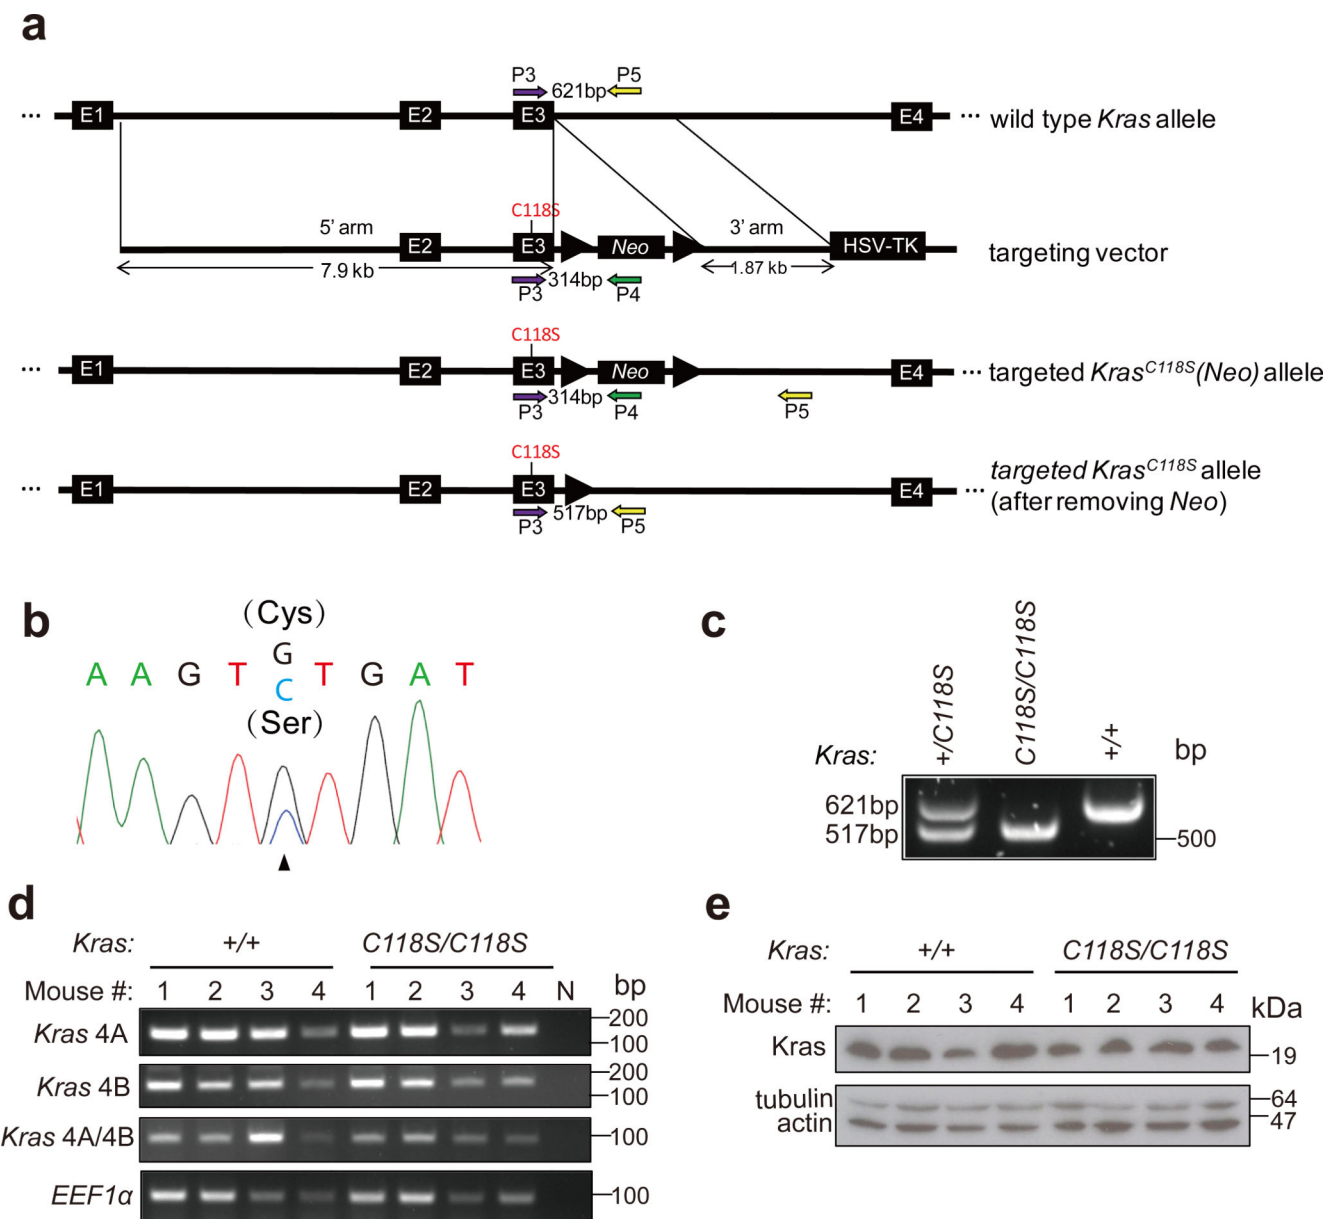 a
P3 621bp P5
... E1 E2 E3 E4 ... wild type Kras allele
C118S
5’ arm 3’ arm
E2 E3 Neo HSV-TK targeting vector
7.9 kb 1.87 kb
P3 314bp P4
C118S
... E1 E2 E3 Neo E4 ... targeted Kras^C118S(Neo) allele
P3 314bp P4 P5
C118S
... E1 E2 E3 E4 ... targeted Kras^C118S allele
(after removing Neo)
P3 517bp P5
b
(Cys)
G
A A G T T G A T
C
(Ser)
c
Kras: +/C118S C118S/C118S +/+ bp
621bp
517bp 500
d
Kras: +/+ C118S/C118S
Mouse #: 1 2 3 4 1 2 3 4 N bp
Kras 4A 200
100
Kras 4B 200
100
Kras 4A/4B 100
EEF1α 100
e
Kras: +/+ C118S/C118S
Mouse #: 1 2 3 4 1 2 3 4 kDa
Kras 19
tubulin 64
actin 47